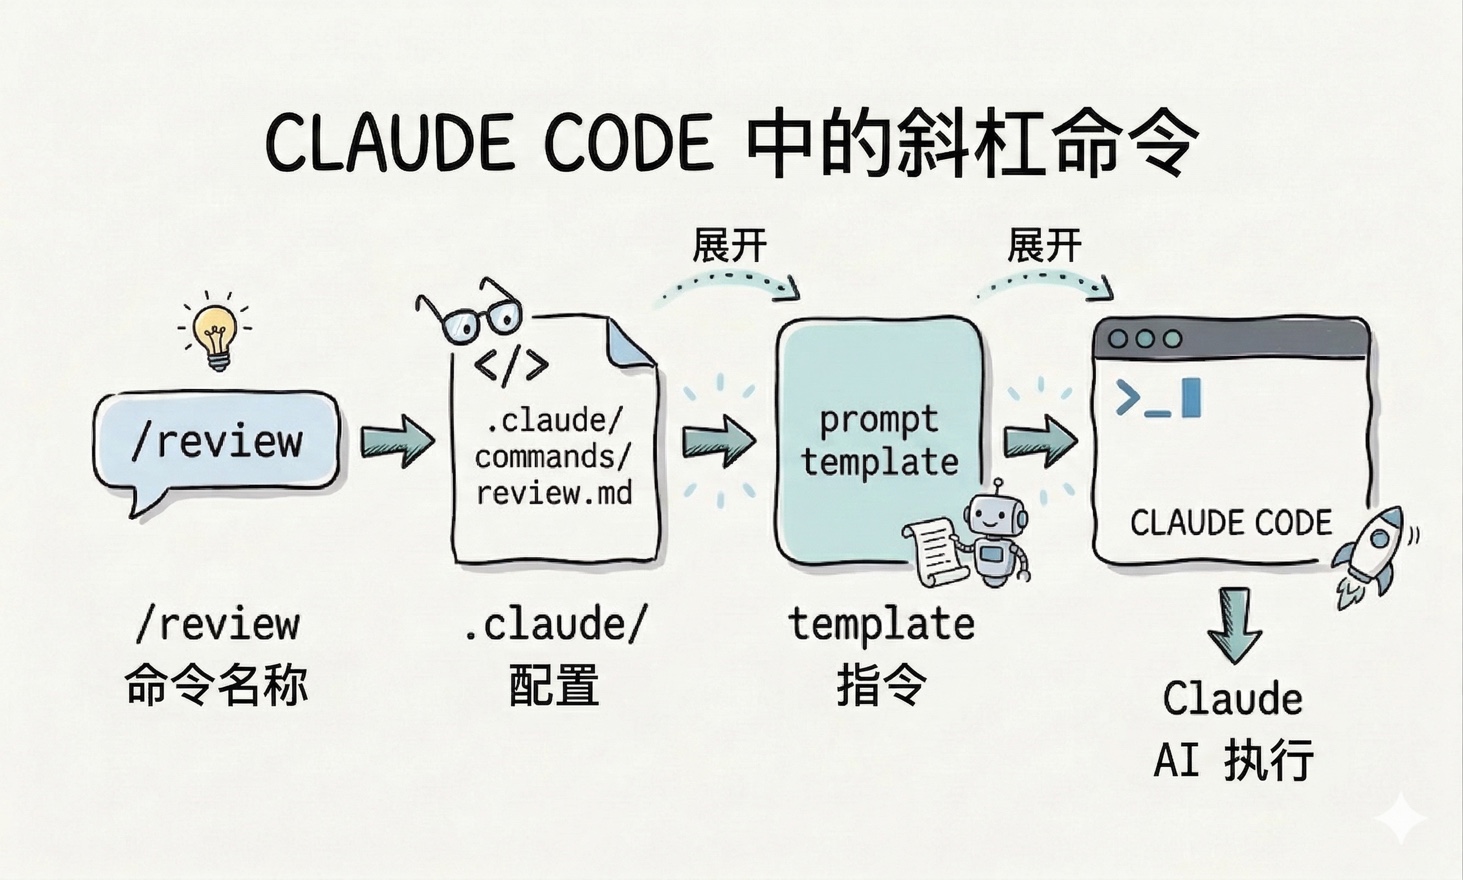 CLAUDE CODE 中的斜杠命令
展开
展开
/review
</>
.claude/
commands/
review.md
prompt
template
>_
CLAUDE CODE
/review
命令名称
.claude/
配置
template
指令
Claude
AI 执行